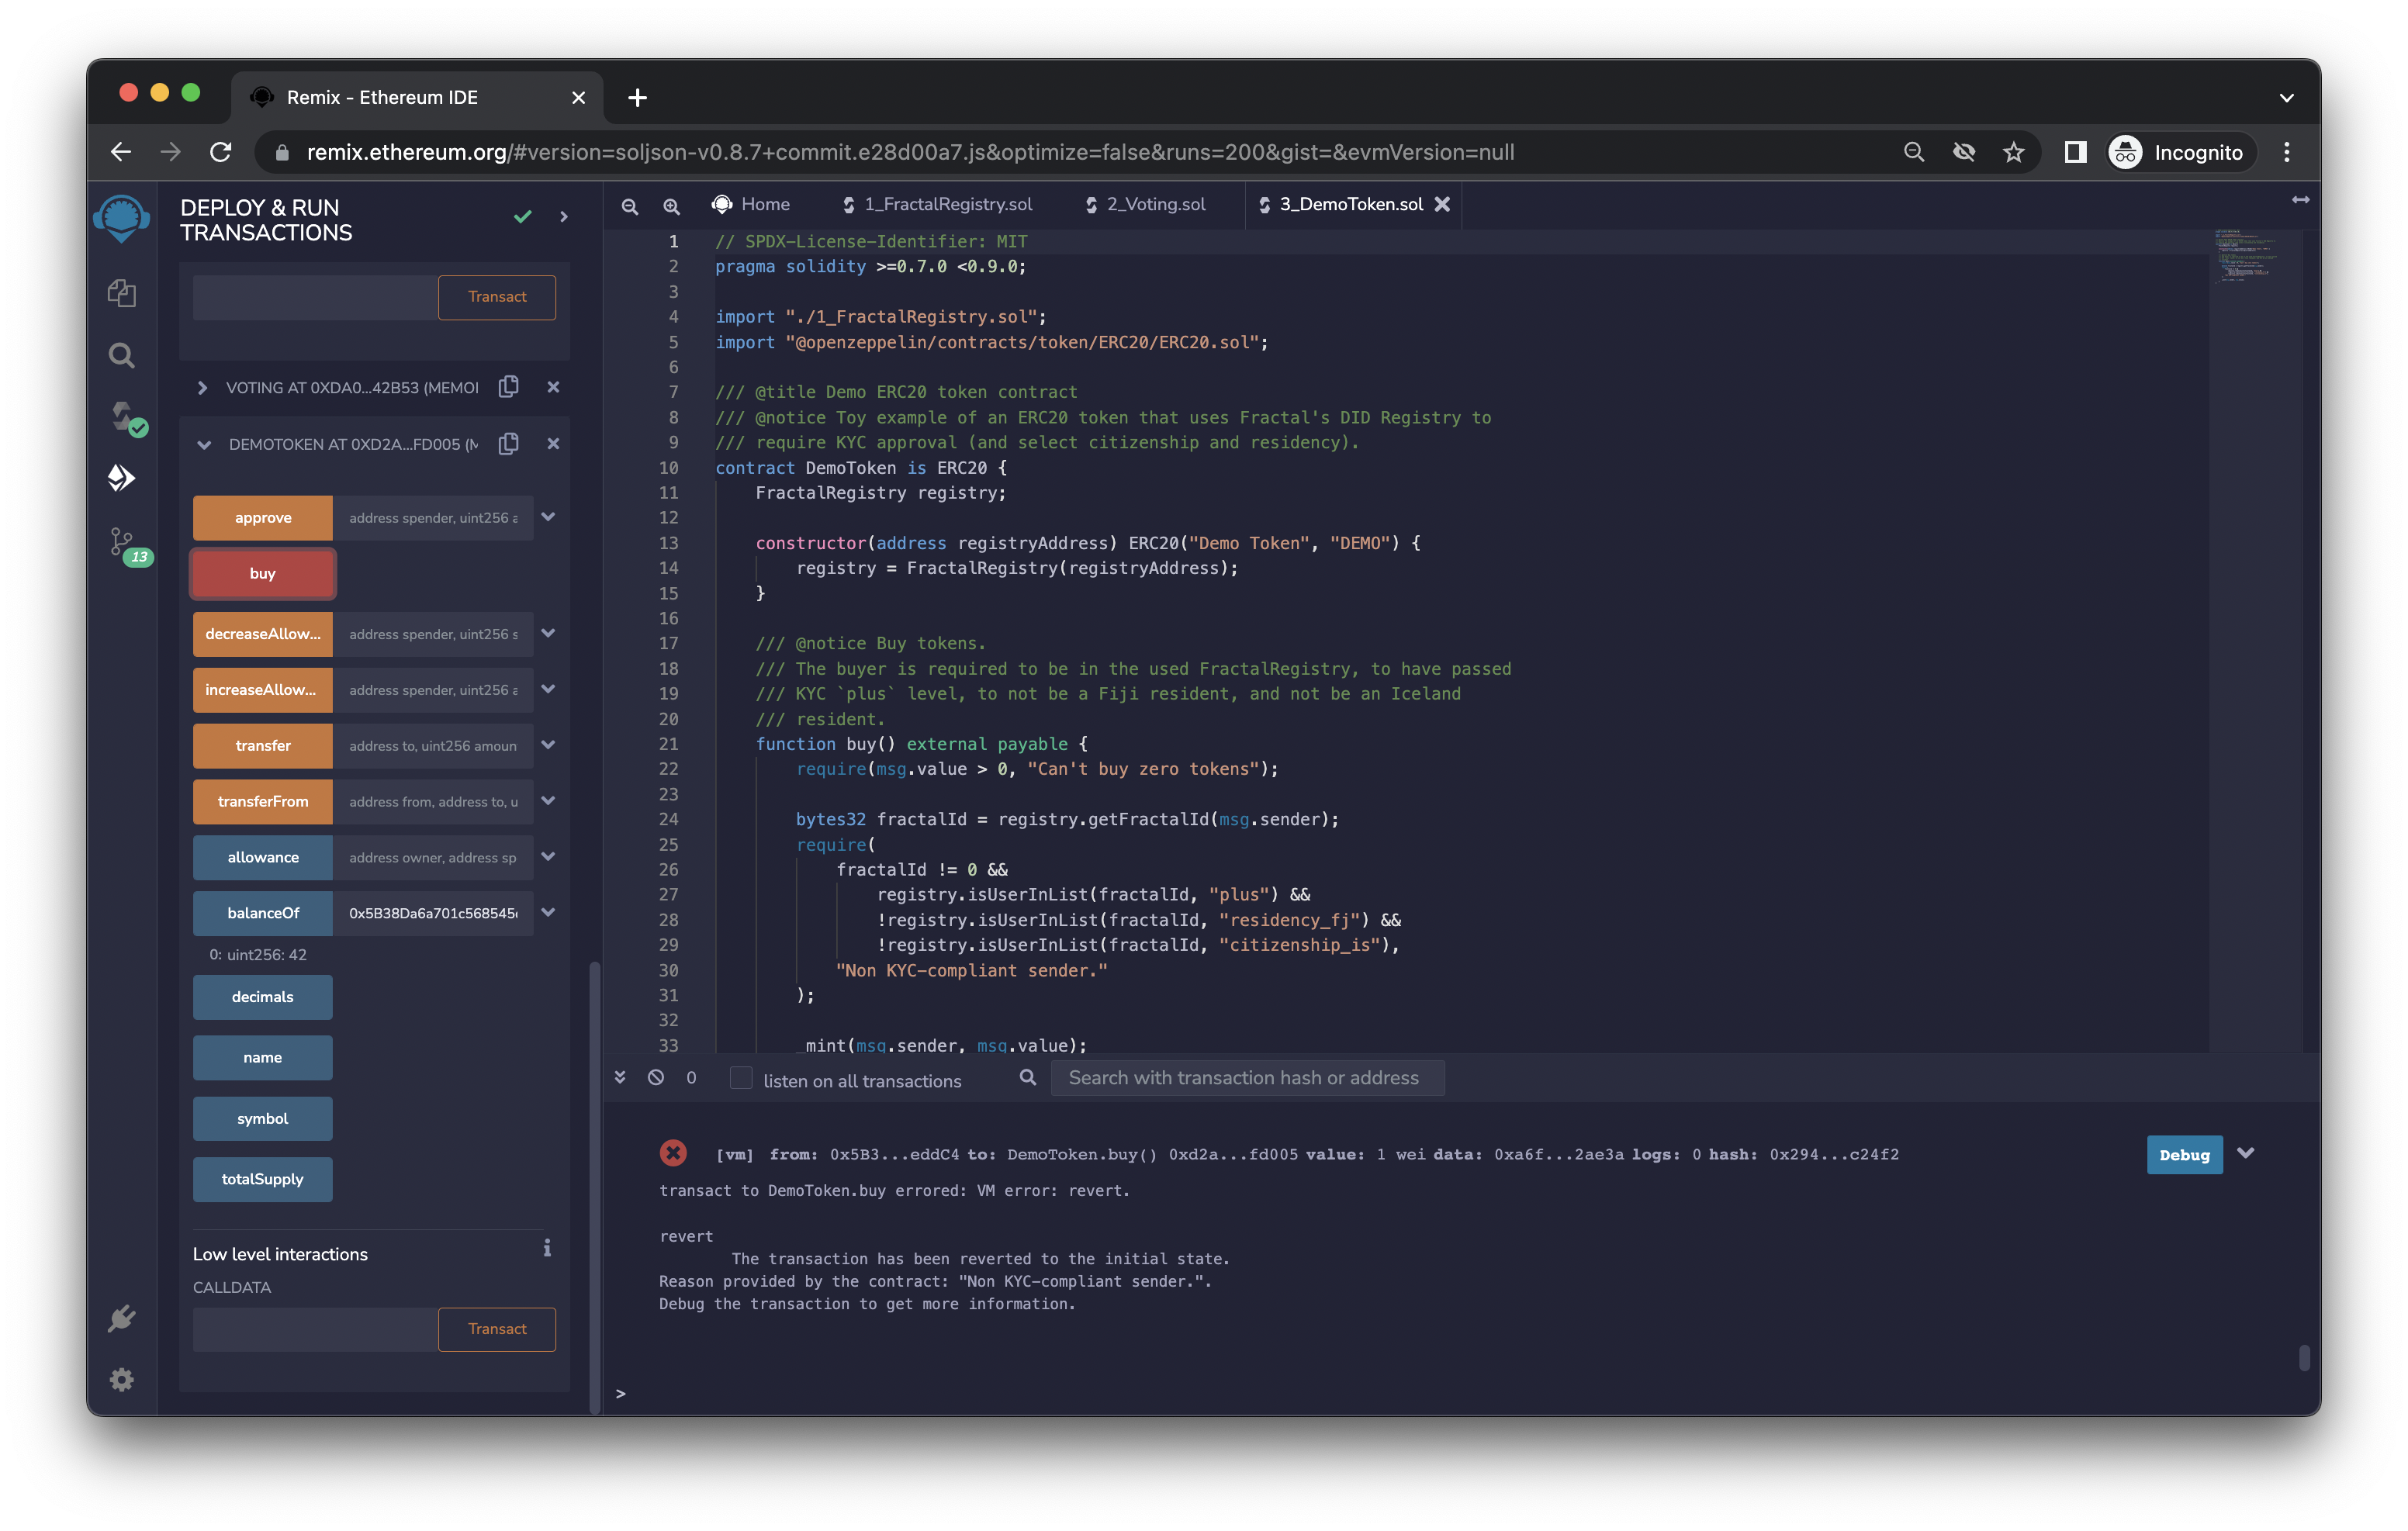 Remix - Ethereum IDE
remix.ethereum.org/#version=soljson-v0.8.7+commit.e28d00a7.js&optimize=false&runs=200&gist=&evmVersion=null
Incognito
DEPLOY & RUN
TRANSACTIONS
Transact
VOTING AT 0XDA0...42B53 (MEMOI
DEMOTOKEN AT 0XD2A...FD005 (M
approve address spender, uint256 a
buy
decreaseAllow... address spender, uint256 s
increaseAllow... address spender, uint256 a
transfer address to, uint256 amoun
transferFrom address from, address to, u
allowance address owner, address sp
balanceOf 0x5B38Da6a701c568545
0: uint256: 42
decimals
name
symbol
totalSupply
Low level interactions
CALLDATA
Transact
13
Home
1_FractalRegistry.sol
2_Voting.sol
3_DemoToken.sol
1 // SPDX-License-Identifier: MIT
2 pragma solidity >=0.7.0 <0.9.0;
3
4 import "./1_FractalRegistry.sol";
5 import "@openzeppelin/contracts/token/ERC20/ERC20.sol";
6
7 /// @title Demo ERC20 token contract
8 /// @notice Toy example of an ERC20 token that uses Fractal's DID Registry to
9 /// require KYC approval (and select citizenship and residency).
10 contract DemoToken is ERC20 {
11 FractalRegistry registry;
12
13 constructor(address registryAddress) ERC20("Demo Token", "DEMO") {
14 registry = FractalRegistry(registryAddress);
15 }
16
17 /// @notice Buy tokens.
18 /// The buyer is required to be in the used FractalRegistry, to have passed
19 /// KYC `plus` level, to not be a Fiji resident, and not be an Iceland
20 /// resident.
21 function buy() external payable {
22 require(msg.value > 0, "Can't buy zero tokens");
23
24 bytes32 fractalId = registry.getFractalId(msg.sender);
25 require(
26 fractalId != 0 &&
27 registry.isUserInList(fractalId, "plus") &&
28 !registry.isUserInList(fractalId, "residency_fj") &&
29 !registry.isUserInList(fractalId, "citizenship_is"),
30 "Non KYC-compliant sender."
31 );
32
33 _mint(msg.sender, msg.value);
0 listen on all transactions Search with transaction hash or address
[vm] from: 0x5B3...eddC4 to: DemoToken.buy() 0xd2a...fd005 value: 1 wei data: 0xa6f...2ae3a logs: 0 hash: 0x294...c24f2
Debug
transact to DemoToken.buy errored: VM error: revert.
revert
The transaction has been reverted to the initial state.
Reason provided by the contract: "Non KYC-compliant sender.".
Debug the transaction to get more information.
>